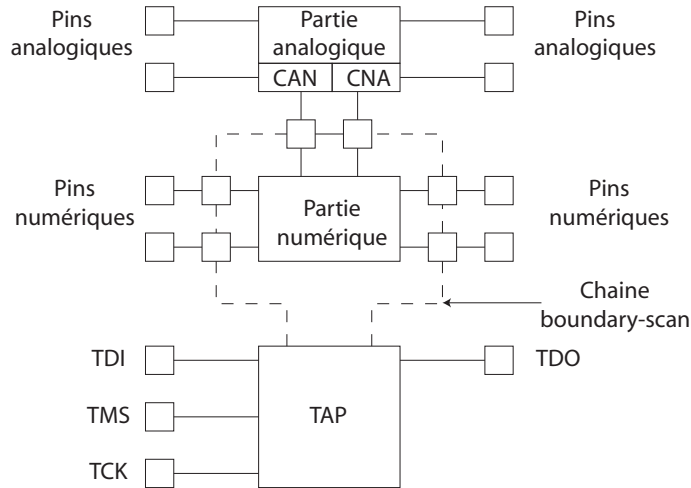 Pins
analogiques
Partie
analogique
Pins
analogiques
CAN
CNA
Pins
numériques
Partie
numérique
Pins
numériques
Chaine
boundary-scan
TDI
TDO
TMS
TAP
TCK